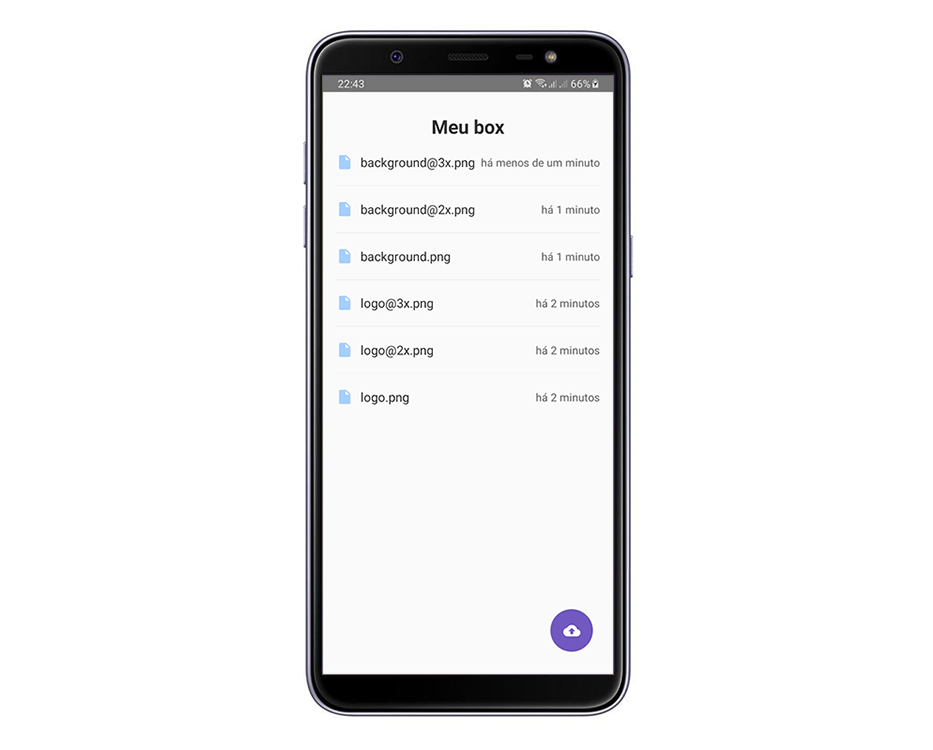 22:43 66%
Meu box
background@3x.png há menos de um minuto
background@2x.png há 1 minuto
background.png há 1 minuto
logo@3x.png há 2 minutos
logo@2x.png há 2 minutos
logo.png há 2 minutos